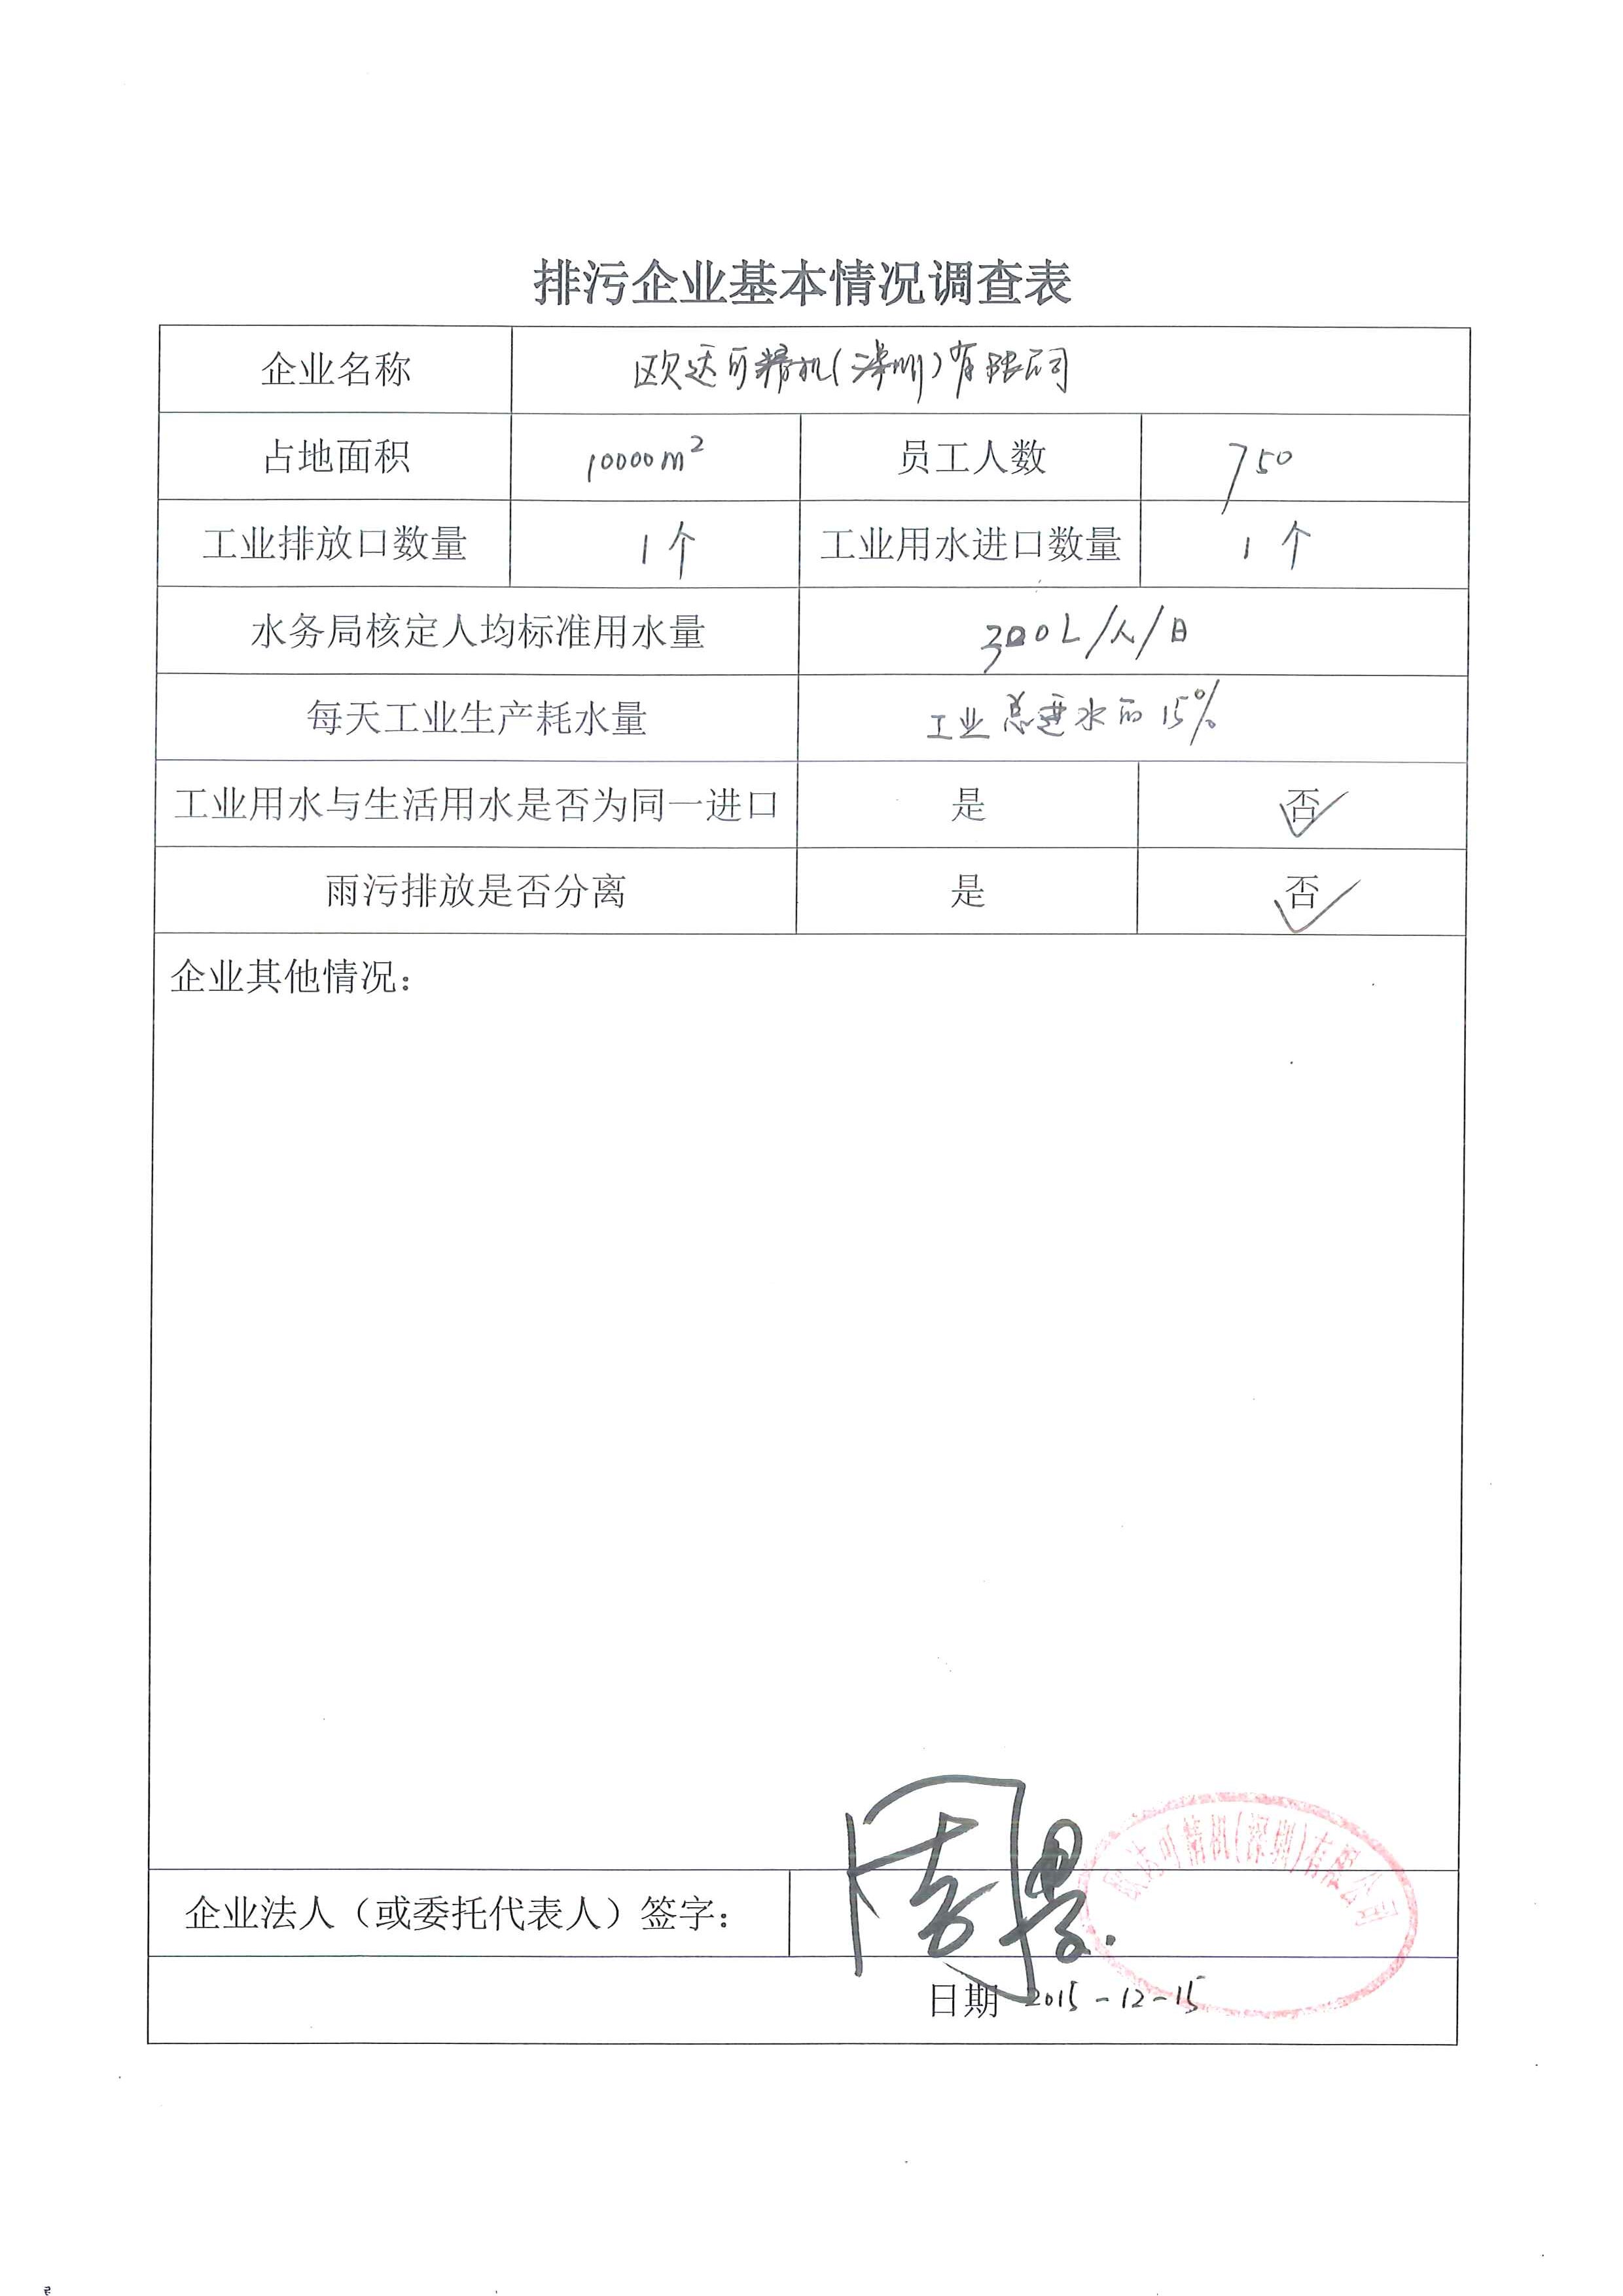 排污企业基本情况调查表
企业名称 欧达可精机(深圳)有限公司
占地面积 10000m² 员工人数 750
工业排放口数量 1个 工业用水进口数量 1个
水务局核定人均标准用水量 300L/人/日
每天工业生产耗水量 工业总进水的15%
工业用水与生活用水是否为同一进口 是 否✓
雨污排放是否分离 是 否✓
企业其他情况：
欧达可精机(深圳)有限公司
企业法人（或委托代表人）签字： 周
日期 2015-12-15